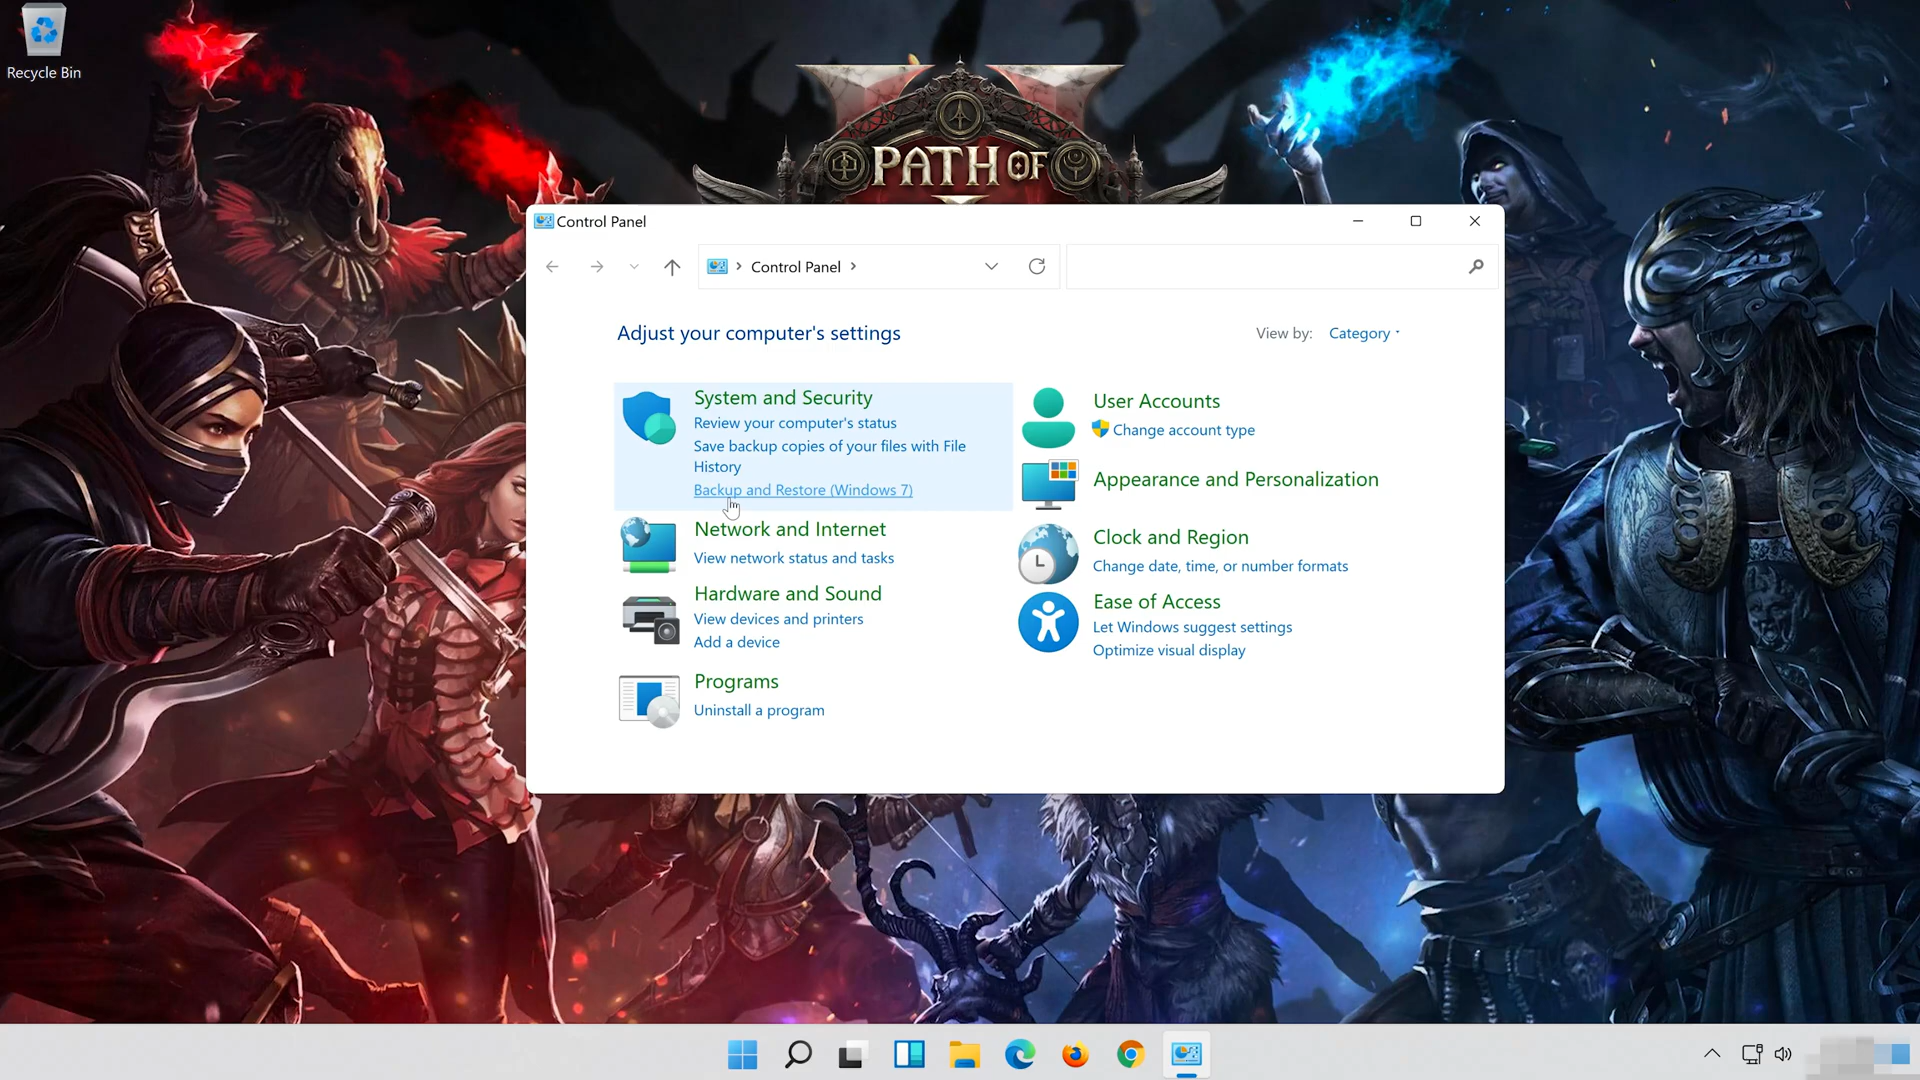 Recycle Bin
PATH OF
Control Panel
Control Panel
Adjust your computer's settings
View by: Category
System and Security
Review your computer's status
Save backup copies of your files with File
History
Backup and Restore (Windows 7)
Network and Internet
View network status and tasks
Hardware and Sound
View devices and printers
Add a device
Programs
Uninstall a program
User Accounts
Change account type
Appearance and Personalization
Clock and Region
Change date, time, or number formats
Ease of Access
Let Windows suggest settings
Optimize visual display